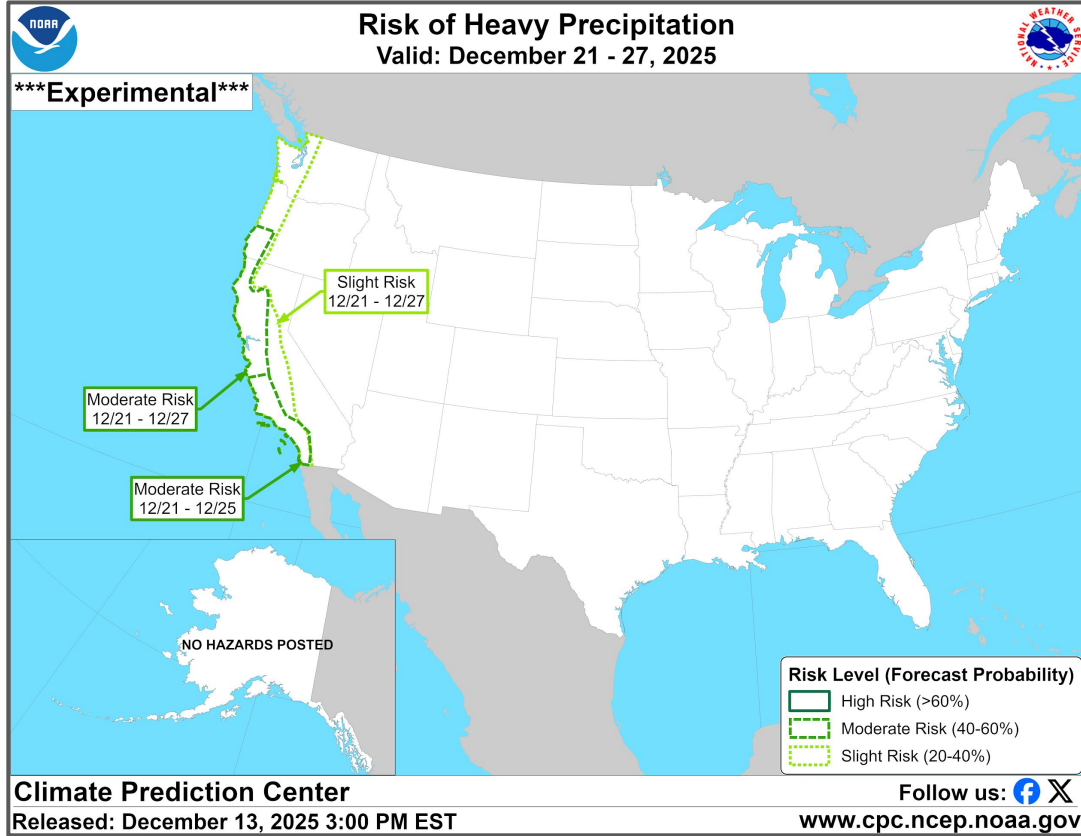 NOAA
Risk of Heavy Precipitation
Valid: December 21 - 27, 2025
NATIONAL WEATHER SERVICE
***Experimental***
Slight Risk
12/21 - 12/27
Moderate Risk
12/21 - 12/27
Moderate Risk
12/21 - 12/25
NO HAZARDS POSTED
Risk Level (Forecast Probability)
High Risk (>60%)
Moderate Risk (40-60%)
Slight Risk (20-40%)
Climate Prediction Center
Follow us:
Released: December 13, 2025 3:00 PM EST
www.cpc.ncep.noaa.gov